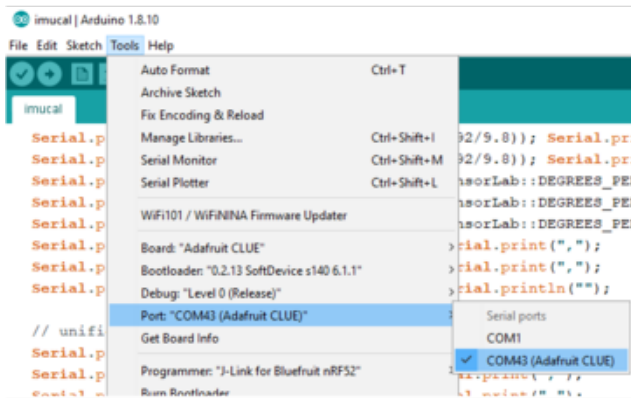 imucal | Arduino 1.8.10
File Edit Sketch Tools Help
imucal
Auto Format Ctrl+T
Archive Sketch
Fix Encoding & Reload
Manage Libraries... Ctrl+Shift+I
Serial Monitor Ctrl+Shift+M
Serial Plotter Ctrl+Shift+L
WiFi101 / WiFiNINA Firmware Updater
Board: "Adafruit CLUE"
Bootloader: "0.2.13 SoftDevice s140 6.1.1"
Debug: "Level 0 (Release)"
Port: "COM43 (Adafruit CLUE)"
Get Board Info
Programmer: "J-Link for Bluefruit nRF52"
Burn Bootloader
Serial ports
COM1
COM43 (Adafruit CLUE)
Serial.p
Serial.p
Serial.p
Serial.p
Serial.p
Serial.p
Serial.p
Serial.p
// unifi
Serial.p
Serial.p
Serial.p
92/9.8)); Serial.pr
92/9.8)); Serial.pr
nsorLab::DEGREES_PE
nsorLab::DEGREES_PE
nsorLab::DEGREES_PE
rial.print(",");
rial.print(",");
rial.println("");